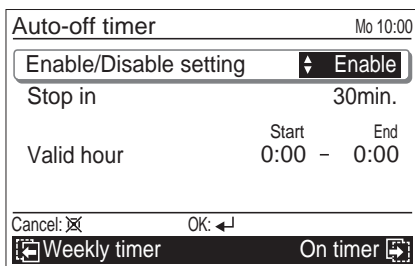 Auto-off timer Mo 10:00
Enable/Disable setting Enable
Stop in 30min.
Start End
Valid hour 0:00 – 0:00
Cancel: OK:
Weekly timer On timer